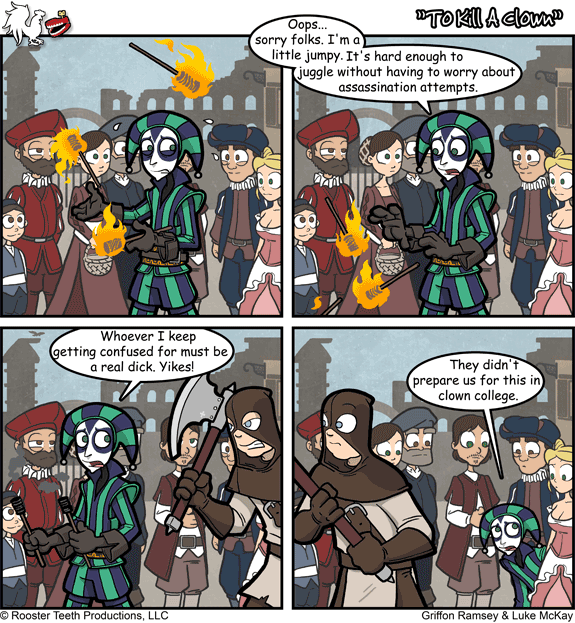 "To Kill A Clown"
Oops...
sorry folks. I'm a
little jumpy.
It's hard enough to
juggle without having to worry about
assassination attempts.
Whoever I keep
getting confused for must be
a real dick. Yikes!
They didn't
prepare us for this in
clown college.
© Rooster Teeth Productions, LLC
Griffon Ramsey & Luke McKay